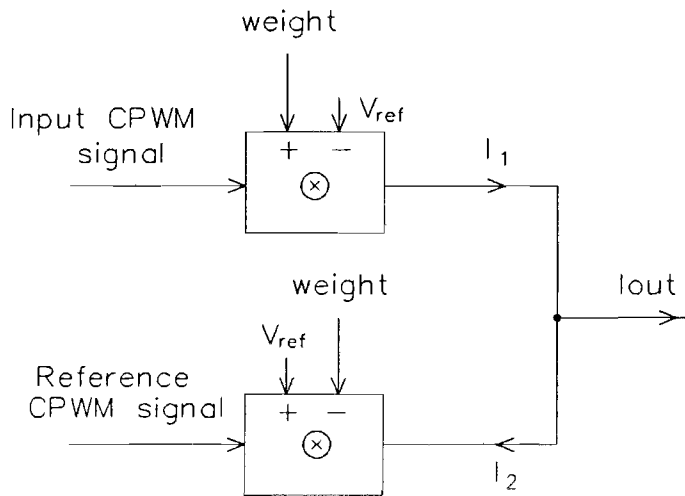 weight
V_ref
Input CPWM
signal
+ −
I_1
weight
Iout
V_ref
Reference
CPWM signal
+ −
I_2